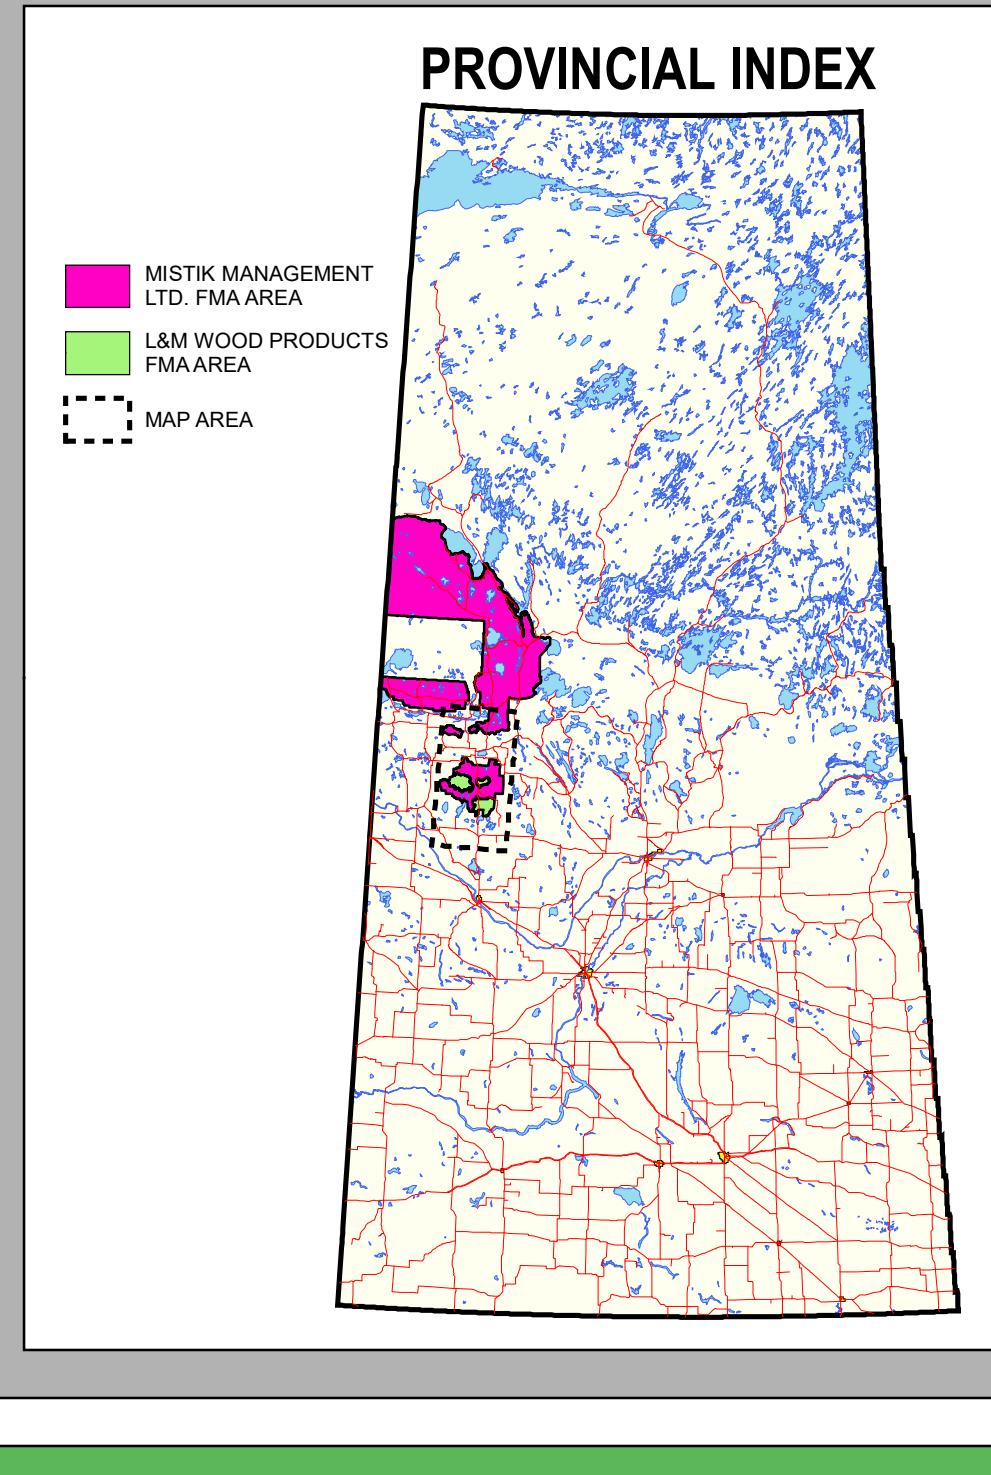 PROVINCIAL INDEX
MISTIK MANAGEMENT
LTD. FMA AREA
L&M WOOD PRODUCTS
FMA AREA
MAP AREA